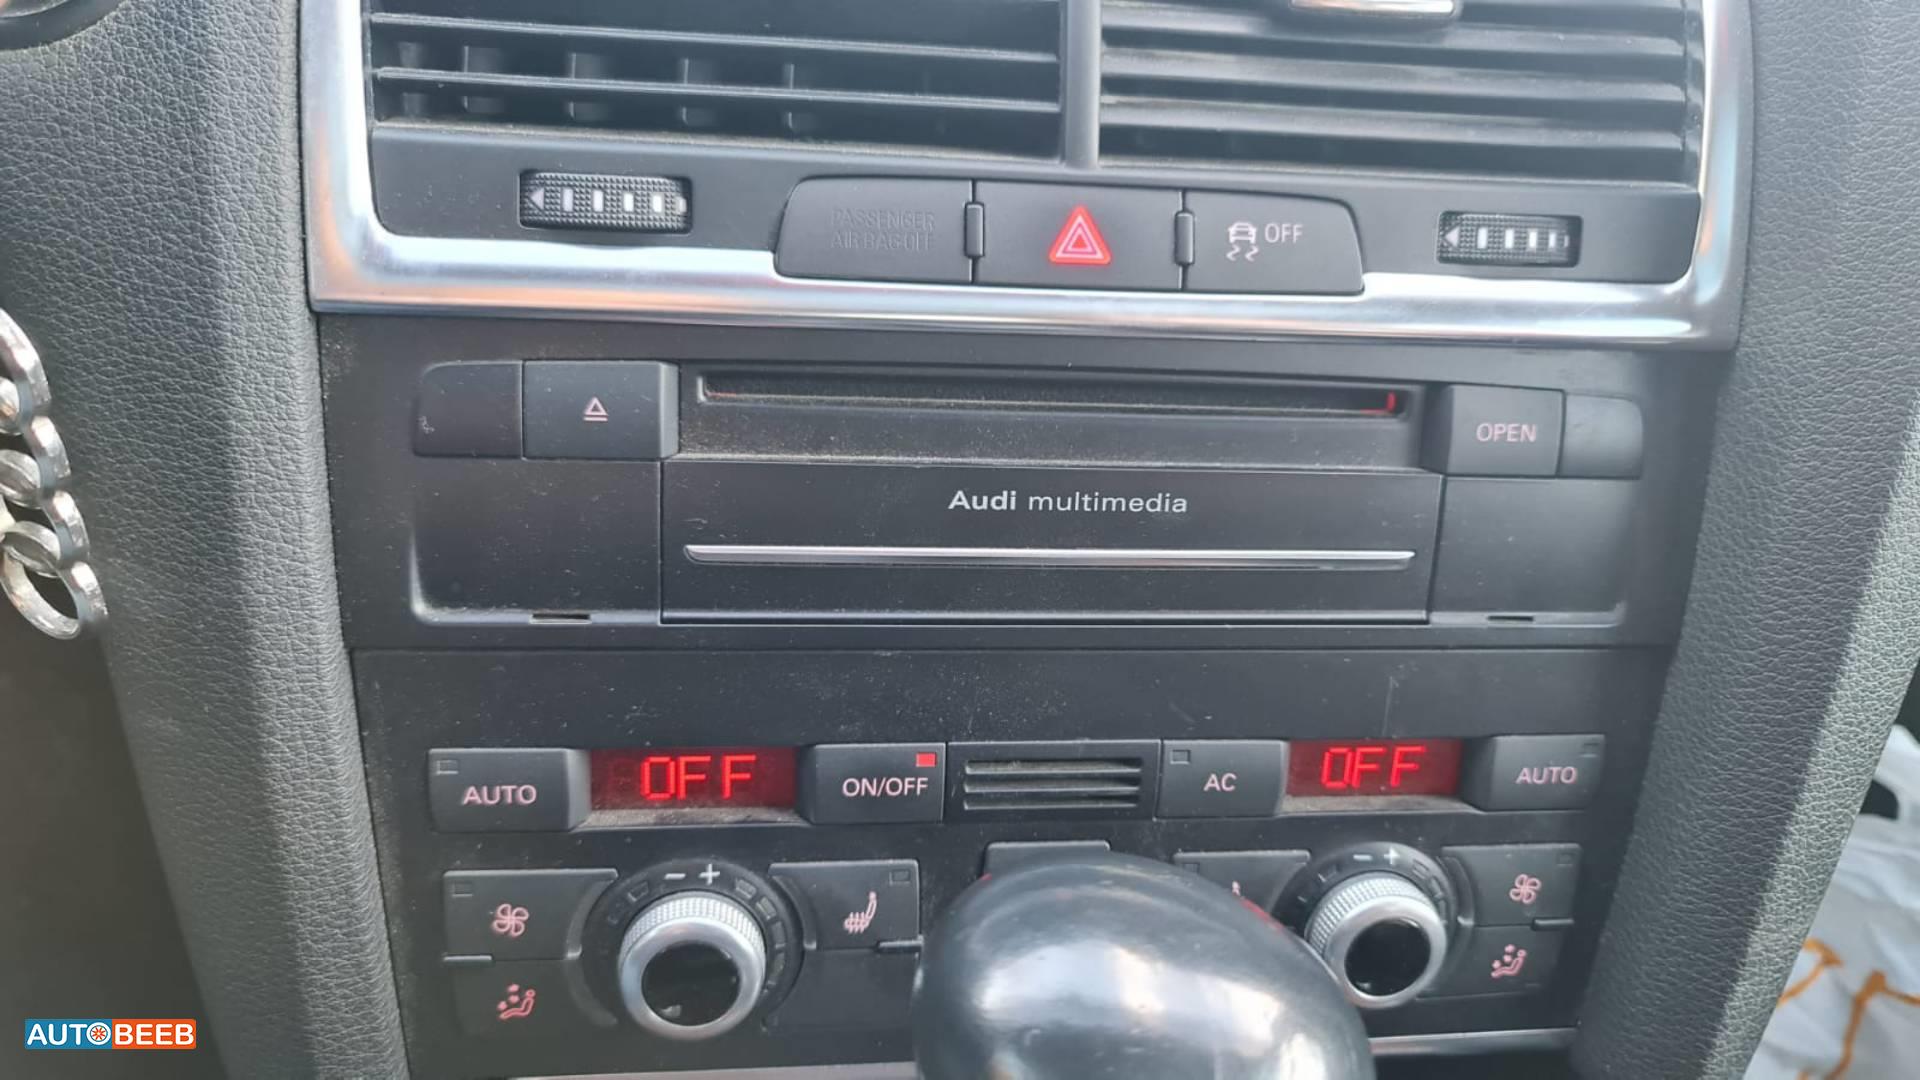 PASSENGER
AIR BAG OFF
OFF
OPEN
Audi multimedia
AUTO
OFF
ON/OFF
AC
OFF
AUTO
- +
- +
AUTOBEEB